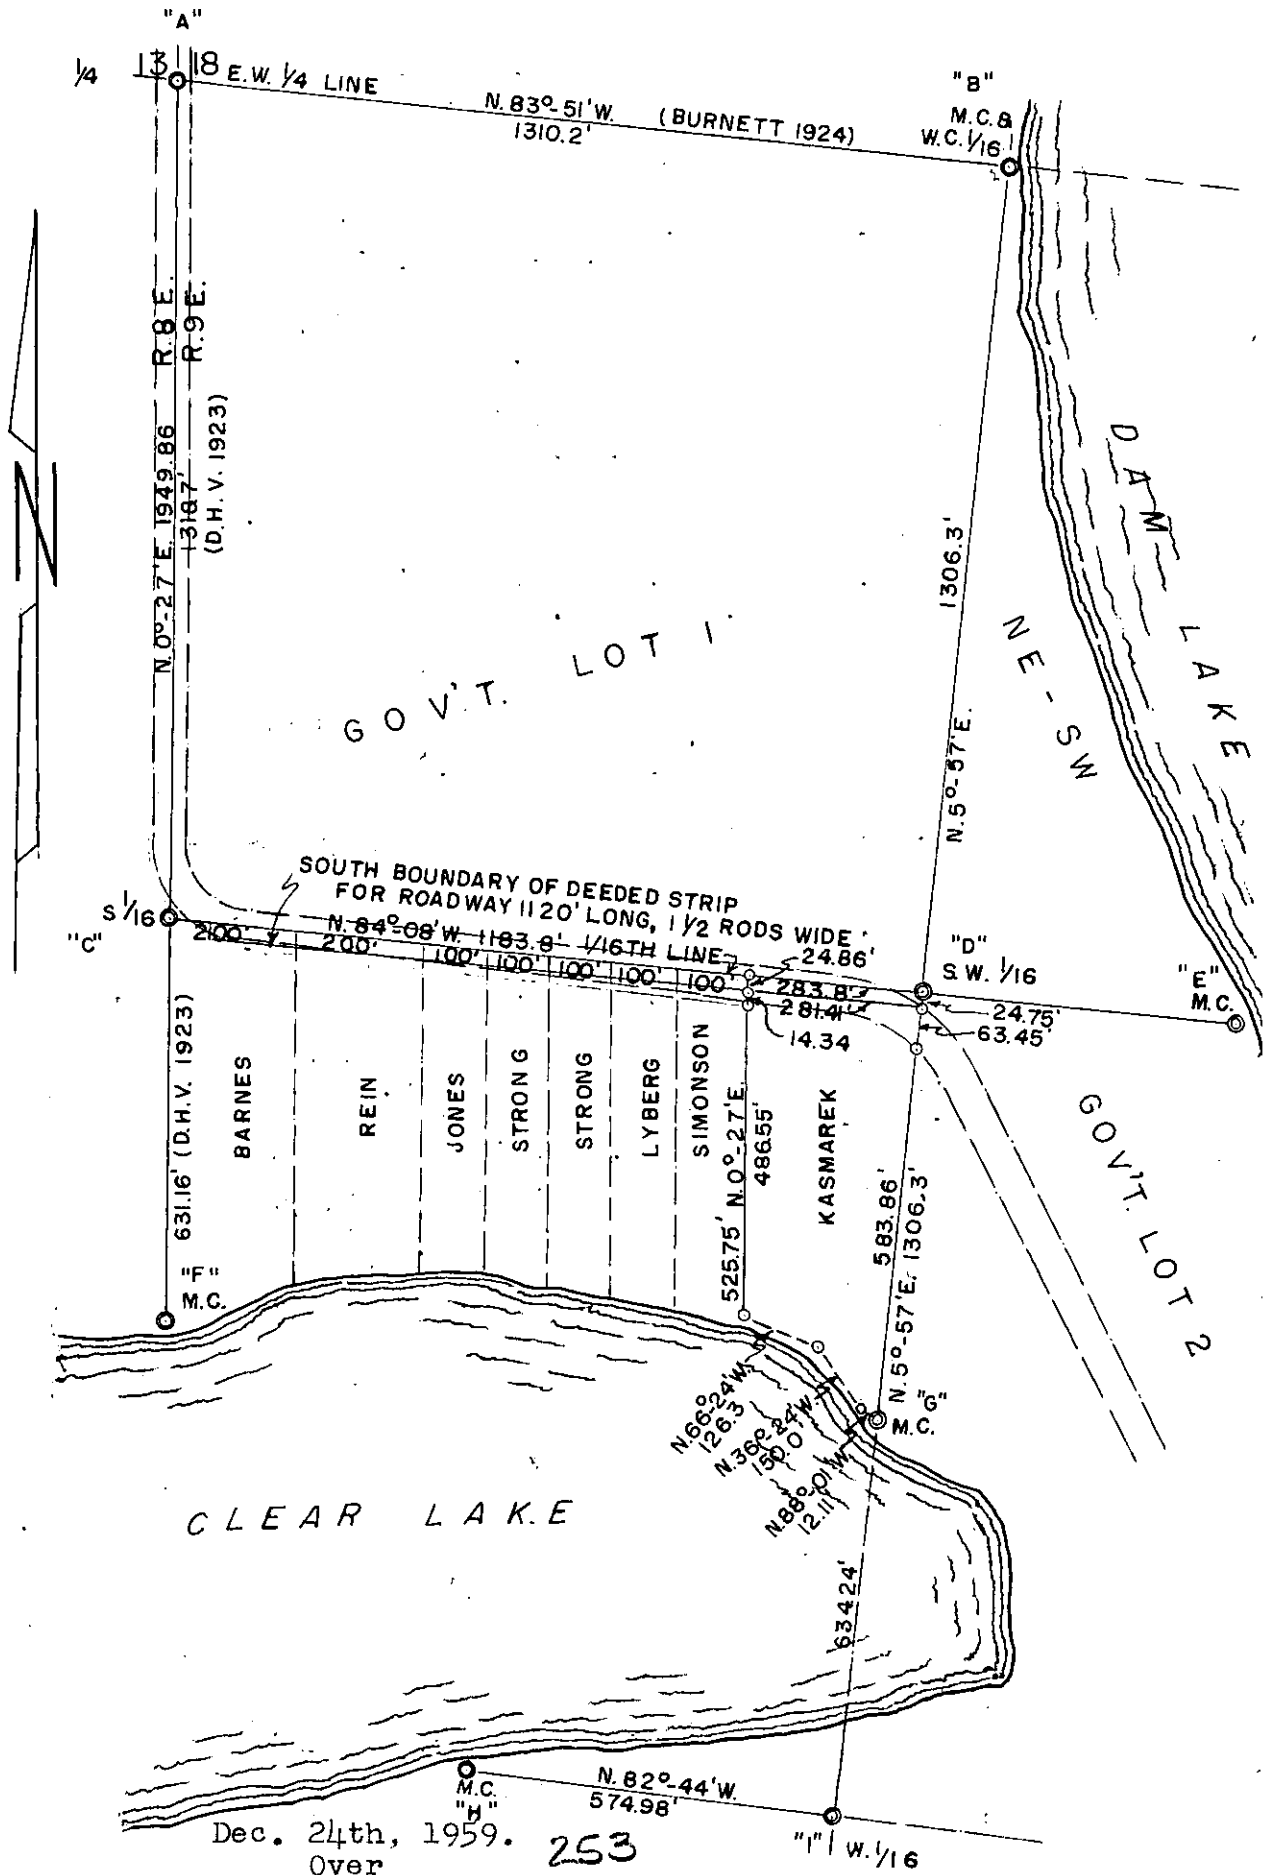 "A"
1/4 13 18 E.W. 1/4 LINE
N. 83°-51' W. (BURNETT 1924)
1310.2'
"B"
M.C. &
W.C. 1/16
R. 8 E.
R. 9 E.
N. 0°-27' E. 1949.86
1318.7'
(D.H.V. 1923)
N
DAM LAKE
1306.3'
N. 5°-57' E.
NE-SW
GOV'T. LOT 1
SOUTH BOUNDARY OF DEEDED STRIP
FOR ROADWAY 1120' LONG, 1 1/2 RODS WIDE
S 1/16
"C"
N. 84°-08' W. 1183.8' 1/16TH LINE
2100' 200' 100' 100' 100' 100' 100'
24.86'
283.8'
281.41'
14.34
"D"
S.W. 1/16
"E"
M.C.
24.75'
63.45'
631.16' (D.H.V. 1923)
BARNES
REIN
JONES
STRONG
STRONG
LYBERG
SIMONSON
N. 0°-27' E
486.55'
525.75'
KASMAREK
583.86'
N. 5°-57' E. 1306.3'
GOV'T. LOT 2
"F"
M.C.
"G"
M.C.
N. 66°-24' W.
126.3
N. 36°-24' W.
150.0
N. 88°-01' W.
12.11'
CLEAR LAKE
634.24'
M.C.
"H"
N. 82°-44' W.
574.98'
"I" W. 1/16
Dec. 24th, 1959.
Over
253